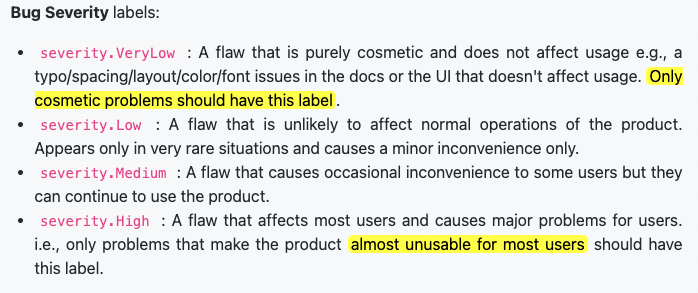 Bug Severity labels:
• severity.VeryLow : A flaw that is purely cosmetic and does not affect usage e.g., a
typo/spacing/layout/color/font issues in the docs or the UI that doesn't affect usage. Only
cosmetic problems should have this label.
• severity.Low : A flaw that is unlikely to affect normal operations of the product.
Appears only in very rare situations and causes a minor inconvenience only.
• severity.Medium : A flaw that causes occasional inconvenience to some users but they
can continue to use the product.
• severity.High : A flaw that affects most users and causes major problems for users.
i.e., only problems that make the product almost unusable for most users should have
this label.